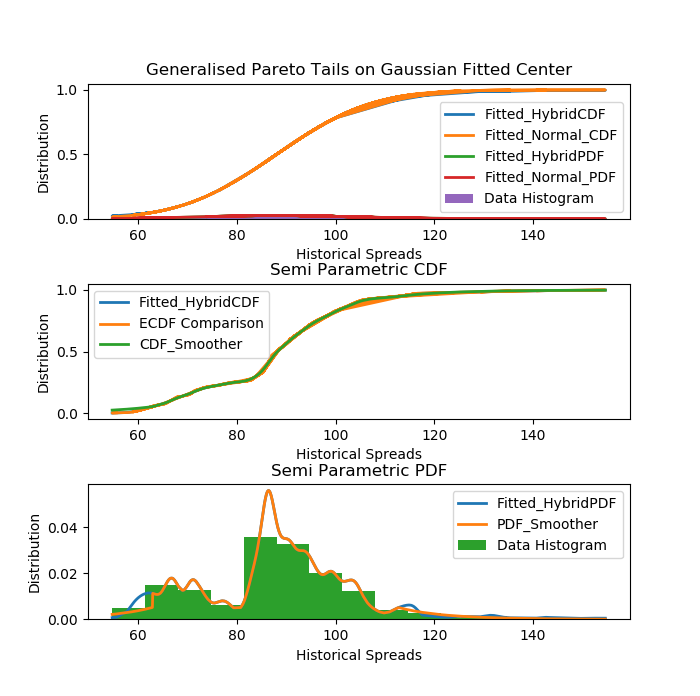 Generalised Pareto Tails on Gaussian Fitted Center
1.0
0.5
0.0
Distribution
Fitted_HybridCDF
Fitted_Normal_CDF
Fitted_HybridPDF
Fitted_Normal_PDF
Data Histogram
60 80 100 120 140
Historical Spreads
Semi Parametric CDF
1.0
0.5
0.0
Distribution
Fitted_HybridCDF
ECDF Comparison
CDF_Smoother
60 80 100 120 140
Historical Spreads
Semi Parametric PDF
0.04
0.02
0.00
Distribution
Fitted_HybridPDF
PDF_Smoother
Data Histogram
60 80 100 120 140
Historical Spreads